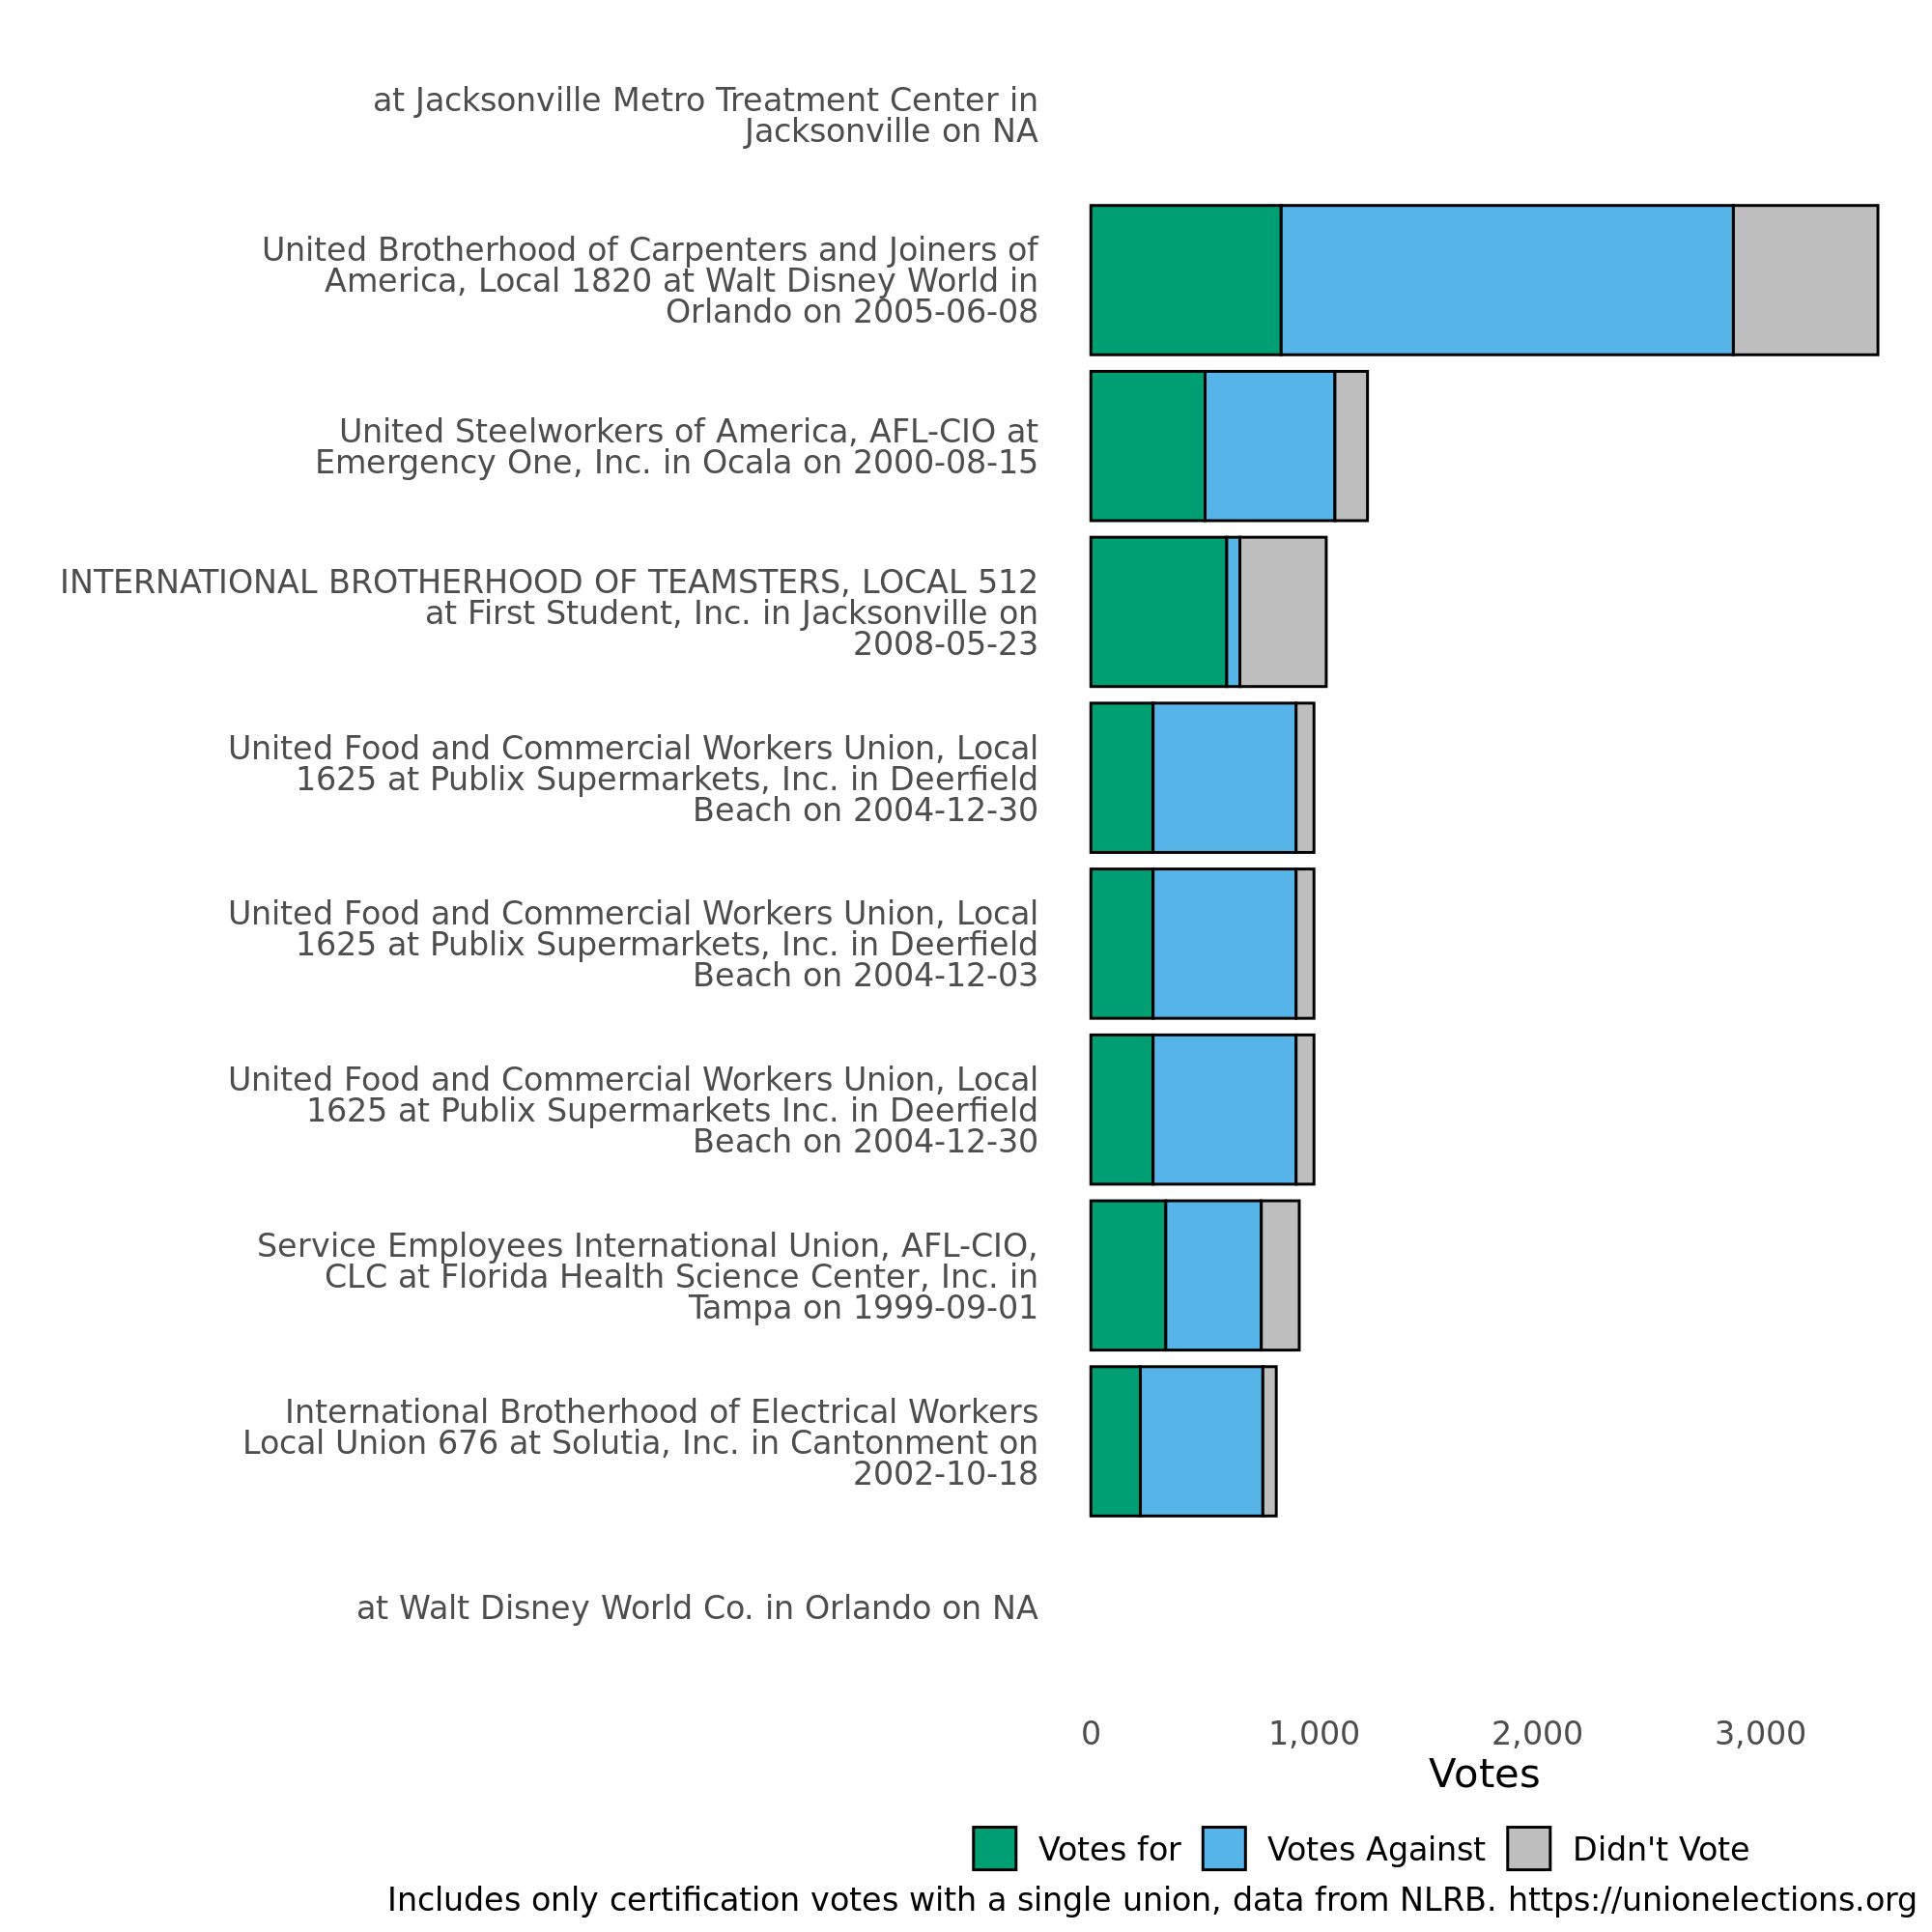 at Jacksonville Metro Treatment Center in
Jacksonville on NA
United Brotherhood of Carpenters and Joiners of
America, Local 1820 at Walt Disney World in
Orlando on 2005-06-08
United Steelworkers of America, AFL-CIO at
Emergency One, Inc. in Ocala on 2000-08-15
INTERNATIONAL BROTHERHOOD OF TEAMSTERS, LOCAL 512
at First Student, Inc. in Jacksonville on
2008-05-23
United Food and Commercial Workers Union, Local
1625 at Publix Supermarkets, Inc. in Deerfield
Beach on 2004-12-30
United Food and Commercial Workers Union, Local
1625 at Publix Supermarkets, Inc. in Deerfield
Beach on 2004-12-03
United Food and Commercial Workers Union, Local
1625 at Publix Supermarkets Inc. in Deerfield
Beach on 2004-12-30
Service Employees International Union, AFL-CIO,
CLC at Florida Health Science Center, Inc. in
Tampa on 1999-09-01
International Brotherhood of Electrical Workers
Local Union 676 at Solutia, Inc. in Cantonment on
2002-10-18
at Walt Disney World Co. in Orlando on NA
0 1,000 2,000 3,000
Votes
Votes for Votes Against Didn't Vote
Includes only certification votes with a single union, data from NLRB. https://unionelections.org